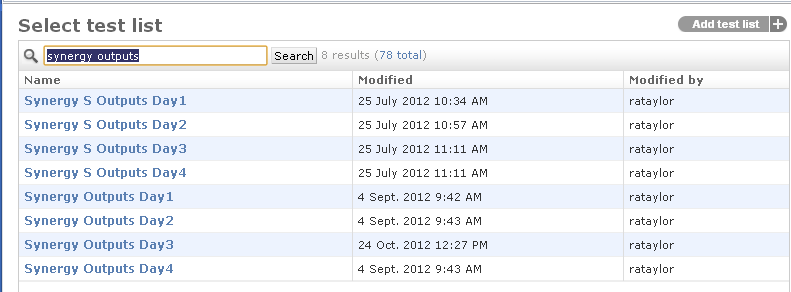 Select test list
Add test list +
synergy outputs Search 8 results (78 total)
Name Modified Modified by
Synergy S Outputs Day1 25 July 2012 10:34 AM rataylor
Synergy S Outputs Day2 25 July 2012 10:57 AM rataylor
Synergy S Outputs Day3 25 July 2012 11:11 AM rataylor
Synergy S Outputs Day4 25 July 2012 11:11 AM rataylor
Synergy Outputs Day1 4 Sept. 2012 9:42 AM rataylor
Synergy Outputs Day2 4 Sept. 2012 9:43 AM rataylor
Synergy Outputs Day3 24 Oct. 2012 12:27 PM rataylor
Synergy Outputs Day4 4 Sept. 2012 9:43 AM rataylor